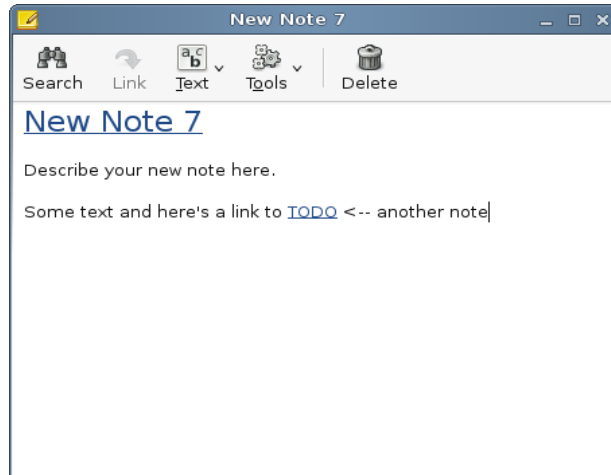 New Note 7
Search Link Text Tools Delete
New Note 7
Describe your new note here.
Some text and here's a link to TODO <-- another note